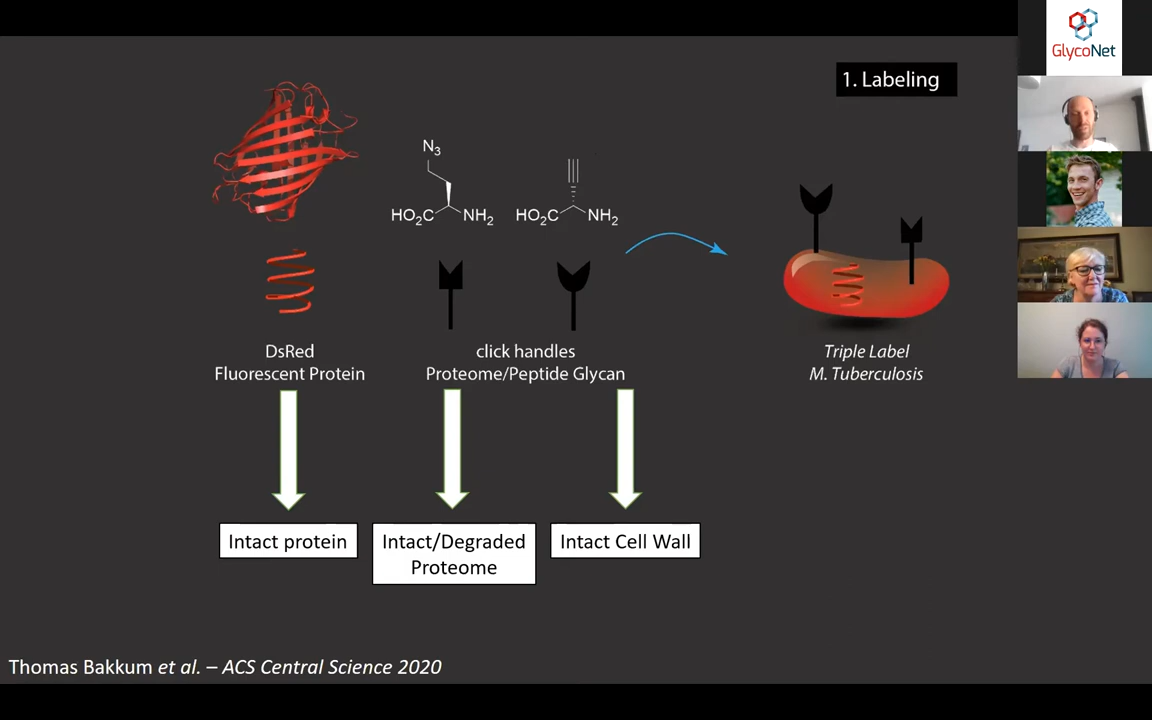 GlycoNet
1. Labeling
N3
HO2C NH2
HO2C NH2
DsRed
Fluorescent Protein
click handles
Proteome/Peptide Glycan
Triple Label
M. Tuberculosis
Intact protein
Intact/Degraded
Proteome
Intact Cell Wall
Thomas Bakkum et al. – ACS Central Science 2020